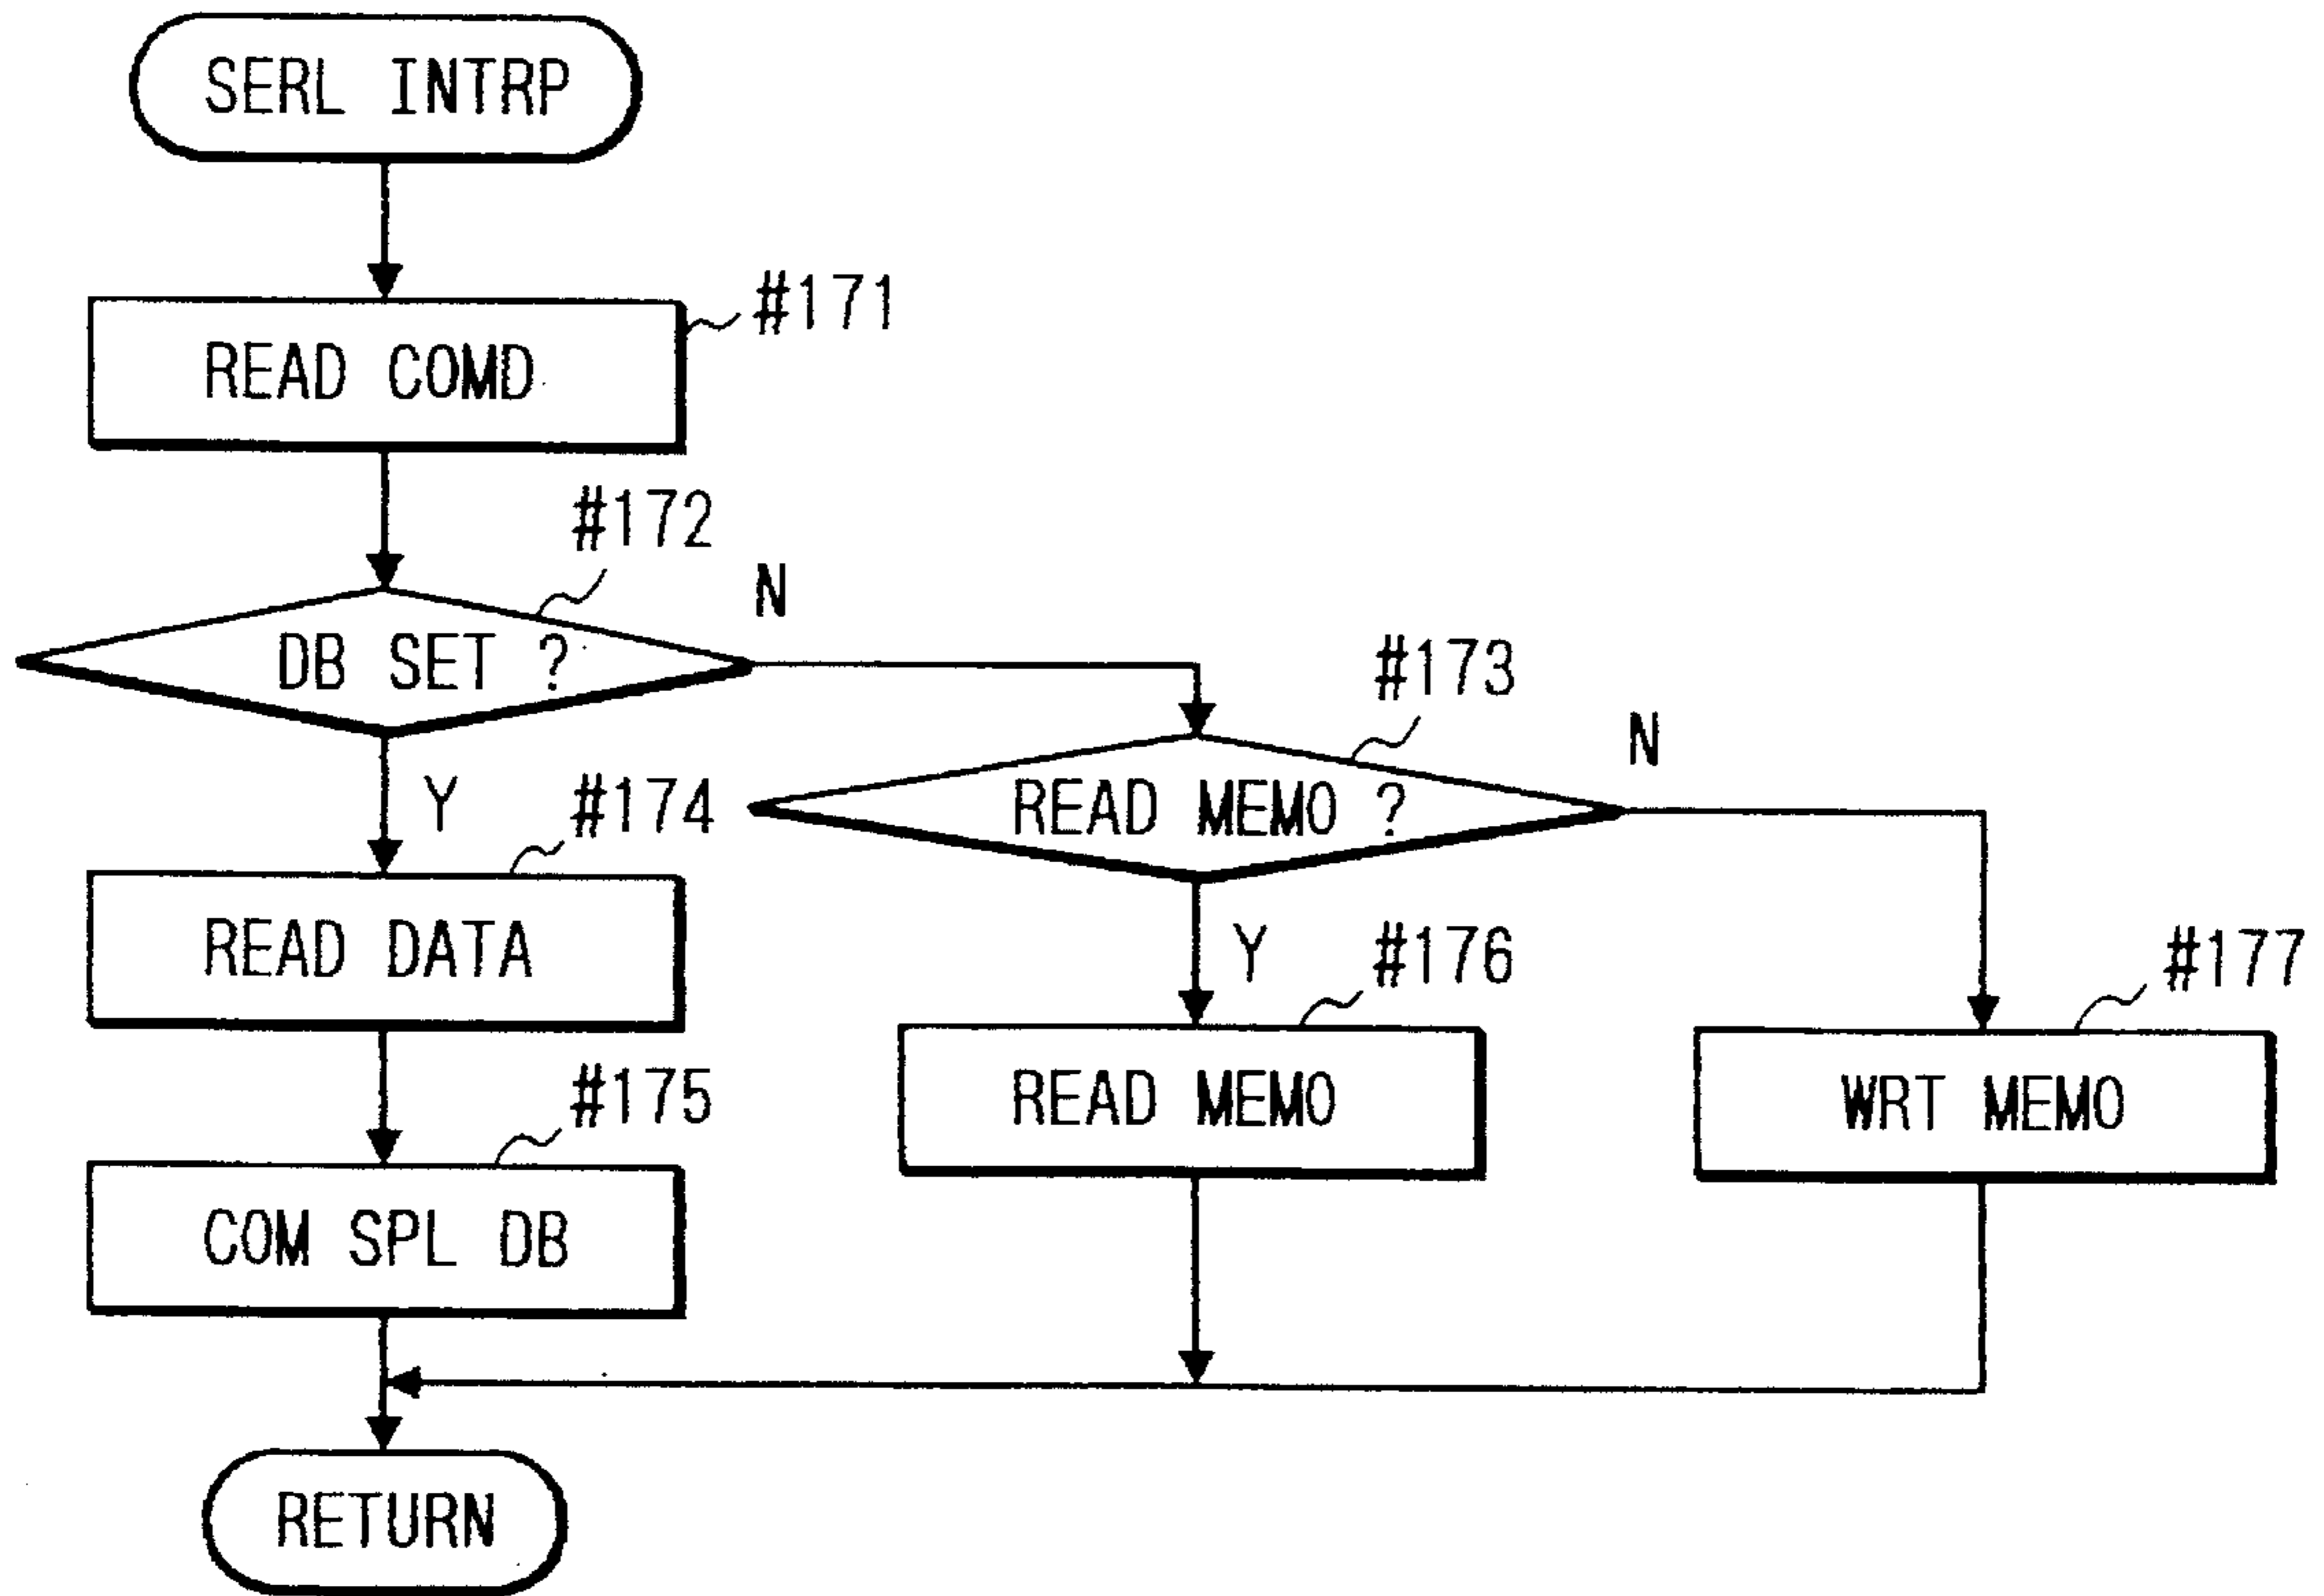 SERL INTRP
#171
READ COMD
#172
DB SET ?
N
#173
READ MEMO ?
N
Y
#174
READ DATA
Y
#176
READ MEMO
#177
WRT MEMO
#175
COM SPL DB
RETURN